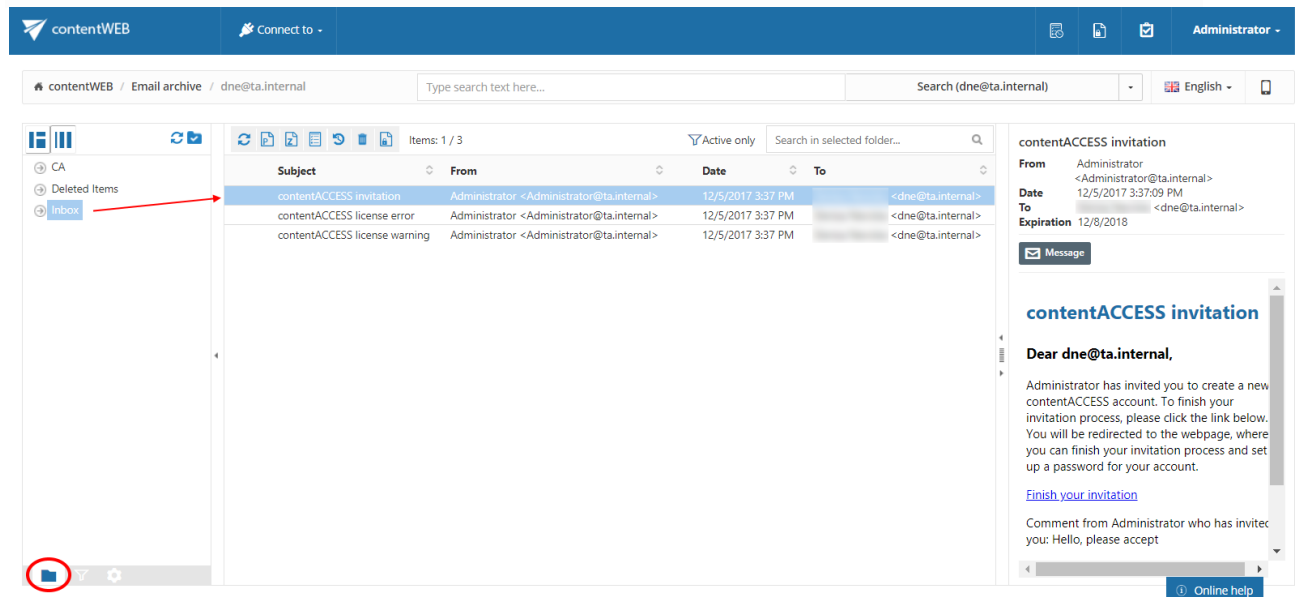 contentWEB
Connect to
Administrator
contentWEB / Email archive / dne@ta.internal
Type search text here...
Search (dne@ta.internal)
English
CA
Deleted Items
Inbox
Items: 1 / 3
Active only
Search in selected folder...
Subject From Date To
contentACCESS invitation Administrator <Administrator@ta.internal> 12/5/2017 3:37 PM <dne@ta.internal>
contentACCESS license error Administrator <Administrator@ta.internal> 12/5/2017 3:37 PM <dne@ta.internal>
contentACCESS license warning Administrator <Administrator@ta.internal> 12/5/2017 3:37 PM <dne@ta.internal>
contentACCESS invitation
From Administrator
<Administrator@ta.internal>
Date 12/5/2017 3:37:09 PM
To <dne@ta.internal>
Expiration 12/8/2018
Message
contentACCESS invitation
Dear dne@ta.internal,
Administrator has invited you to create a new
contentACCESS account. To finish your
invitation process, please click the link below.
You will be redirected to the webpage, where
you can finish your invitation process and set
up a password for your account.
Finish your invitation
Comment from Administrator who has invited
you: Hello, please accept
Online help